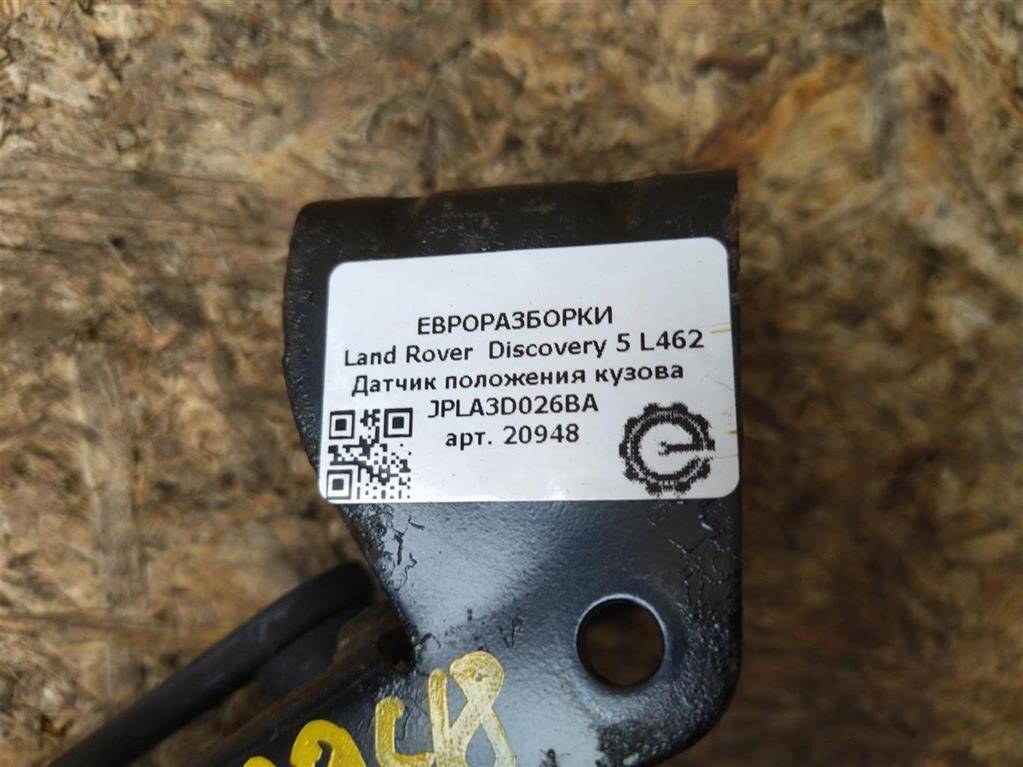 ЕВРОРАЗБОРКИ
Land Rover Discovery 5 L462
Датчик положения кузова
JPLA3D026BA
арт. 20948